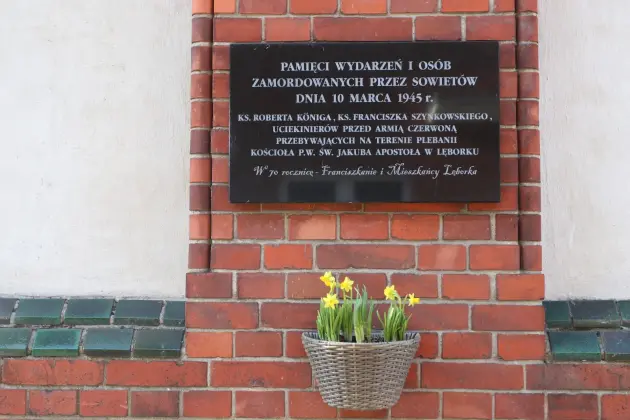 PAMIĘCI WYDARZEŃ I OSÓB
ZAMORDOWANYCH PRZEZ SOWIETÓW
DNIA 10 MARCA 1945 r.
KS. ROBERTA KÖNIGA, KS. FRANCISZKA SZYNKOWSKIEGO,
UCIEKINIERÓW PRZED ARMIĄ CZERWONĄ
PRZEBYWAJĄCYCH NA TERENIE PLEBANII
KOŚCIOŁA P.W. ŚW. JAKUBA APOSTOŁA W LĘBORKU
W 70 rocznicę - Franciszkanie i Mieszkańcy Lęborka